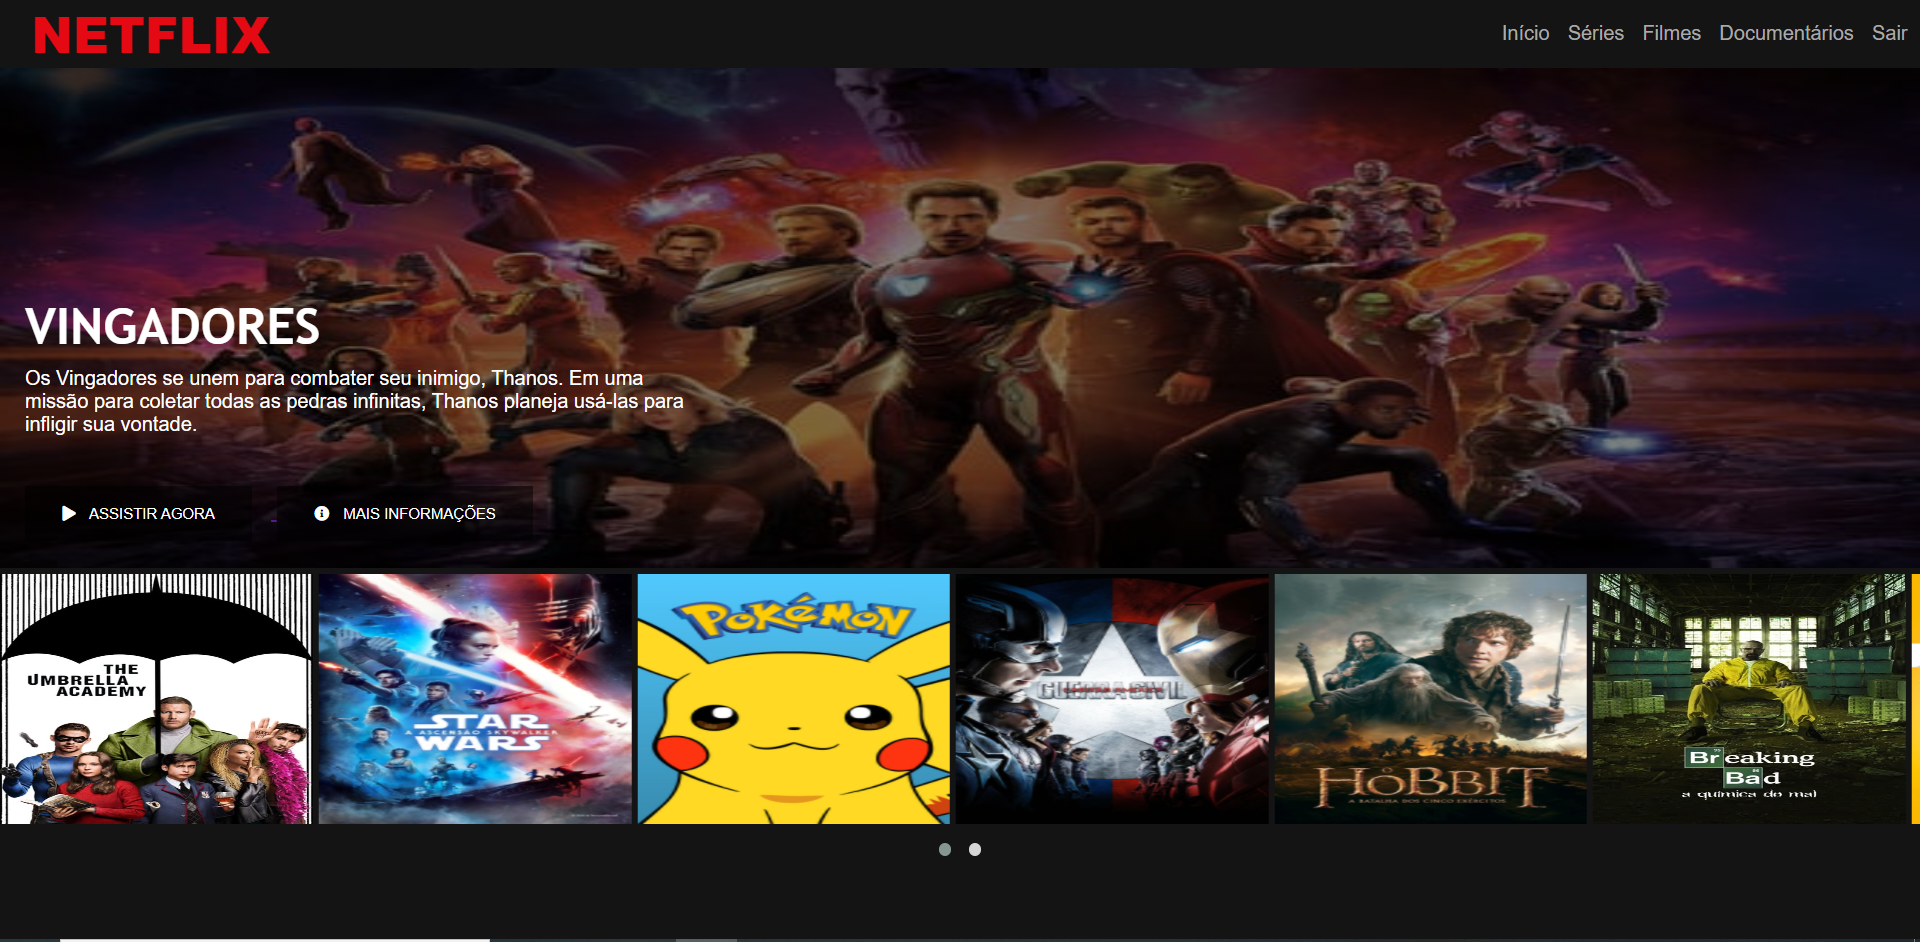 NETFLIX
Início Séries Filmes Documentários Sair
VINGADORES
Os Vingadores se unem para combater seu inimigo, Thanos. Em uma
missão para coletar todas as pedras infinitas, Thanos planeja usá-las para
infligir sua vontade.
ASSISTIR AGORA
MAIS INFORMAÇÕES
THE
UMBRELLA
ACADEMY
STAR
A ASCENSÃO SKYWALKER
WARS
POKÉMON
GUERRA CIVIL
O
HOBBIT
A BATALHA DOS CINCO EXÉRCITOS
Breaking
Bad
a química do mal